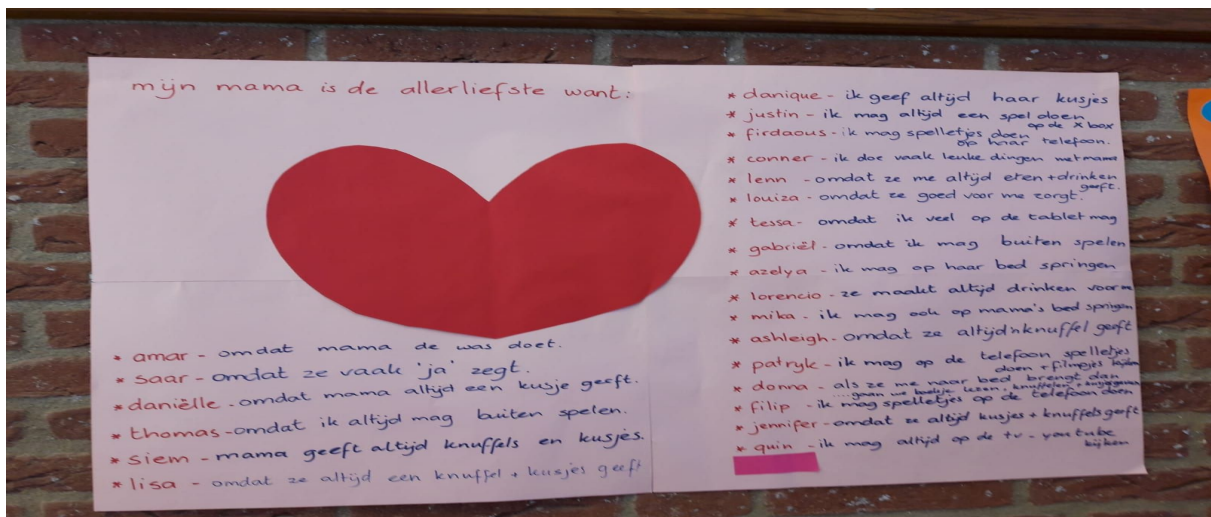 mijn mama is de allerliefste want:
* amar - omdat mama de was doet.
* saar - omdat ze vaak 'ja' zegt.
* daniëlle - omdat mama altijd een kusje geeft.
* thomas - omdat ik altijd mag buiten spelen.
* siem - mama geeft altijd knuffels en kusjes.
* lisa - omdat ze altijd een knuffel + kusjes geeft
* danique - ik geef altijd haar kusjes
* justin - ik mag altijd een spel doen
op de x box
* firdaous - ik mag spelletjes doen
op haar telefoon.
* conner - ik doe vaak leuke dingen met mama
* lenn - omdat ze me altijd eten + drinken
geeft.
* louiza - omdat ze goed voor me zorgt.
* tessa - omdat ik veel op de tablet mag
* gabriël - omdat ik mag buiten spelen
* azelya - ik mag op haar bed springen
* lorencio - ze maakt altijd drinken voor me
* mika - ik mag ook op mama's bed springen
* ashleigh - omdat ze altijd 'n knuffel geeft
* patryk - ik mag op de telefoon spelletjes
doen + filmpjes kijken
* donna - als ze me naar bed brengt dan
....gaan we boekje lezen, knuffelen +
* filip - ik mag spelletjes op de telefoon doen
* jennifer - omdat ze altijd kusjes + knuffels geeft
* quin - ik mag altijd op de tv - youtube
kijken